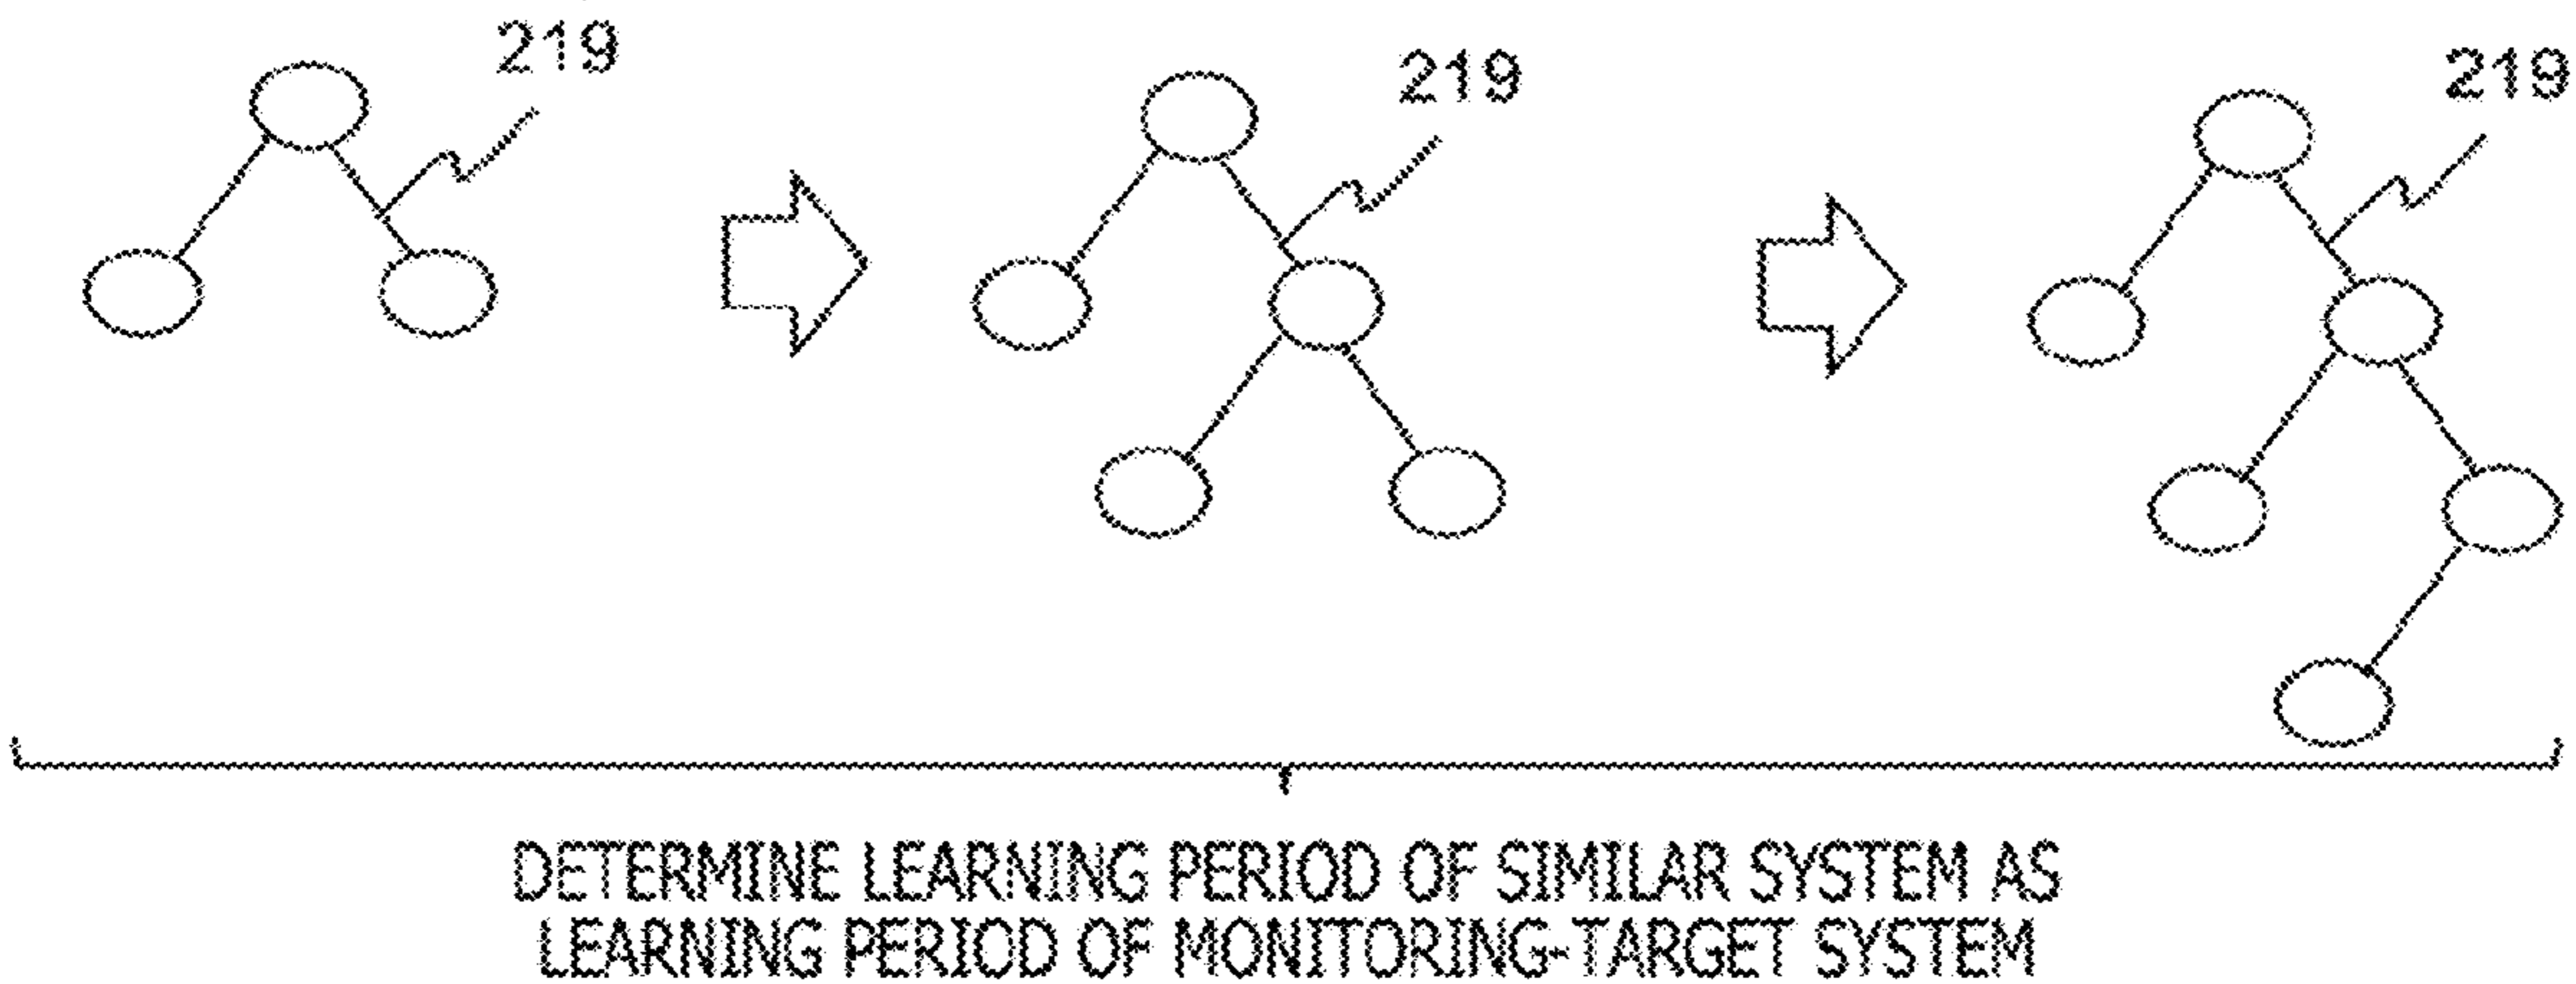 219
219
219
DETERMINE LEARNING PERIOD OF SIMILAR SYSTEM AS
LEARNING PERIOD OF MONITORING-TARGET SYSTEM